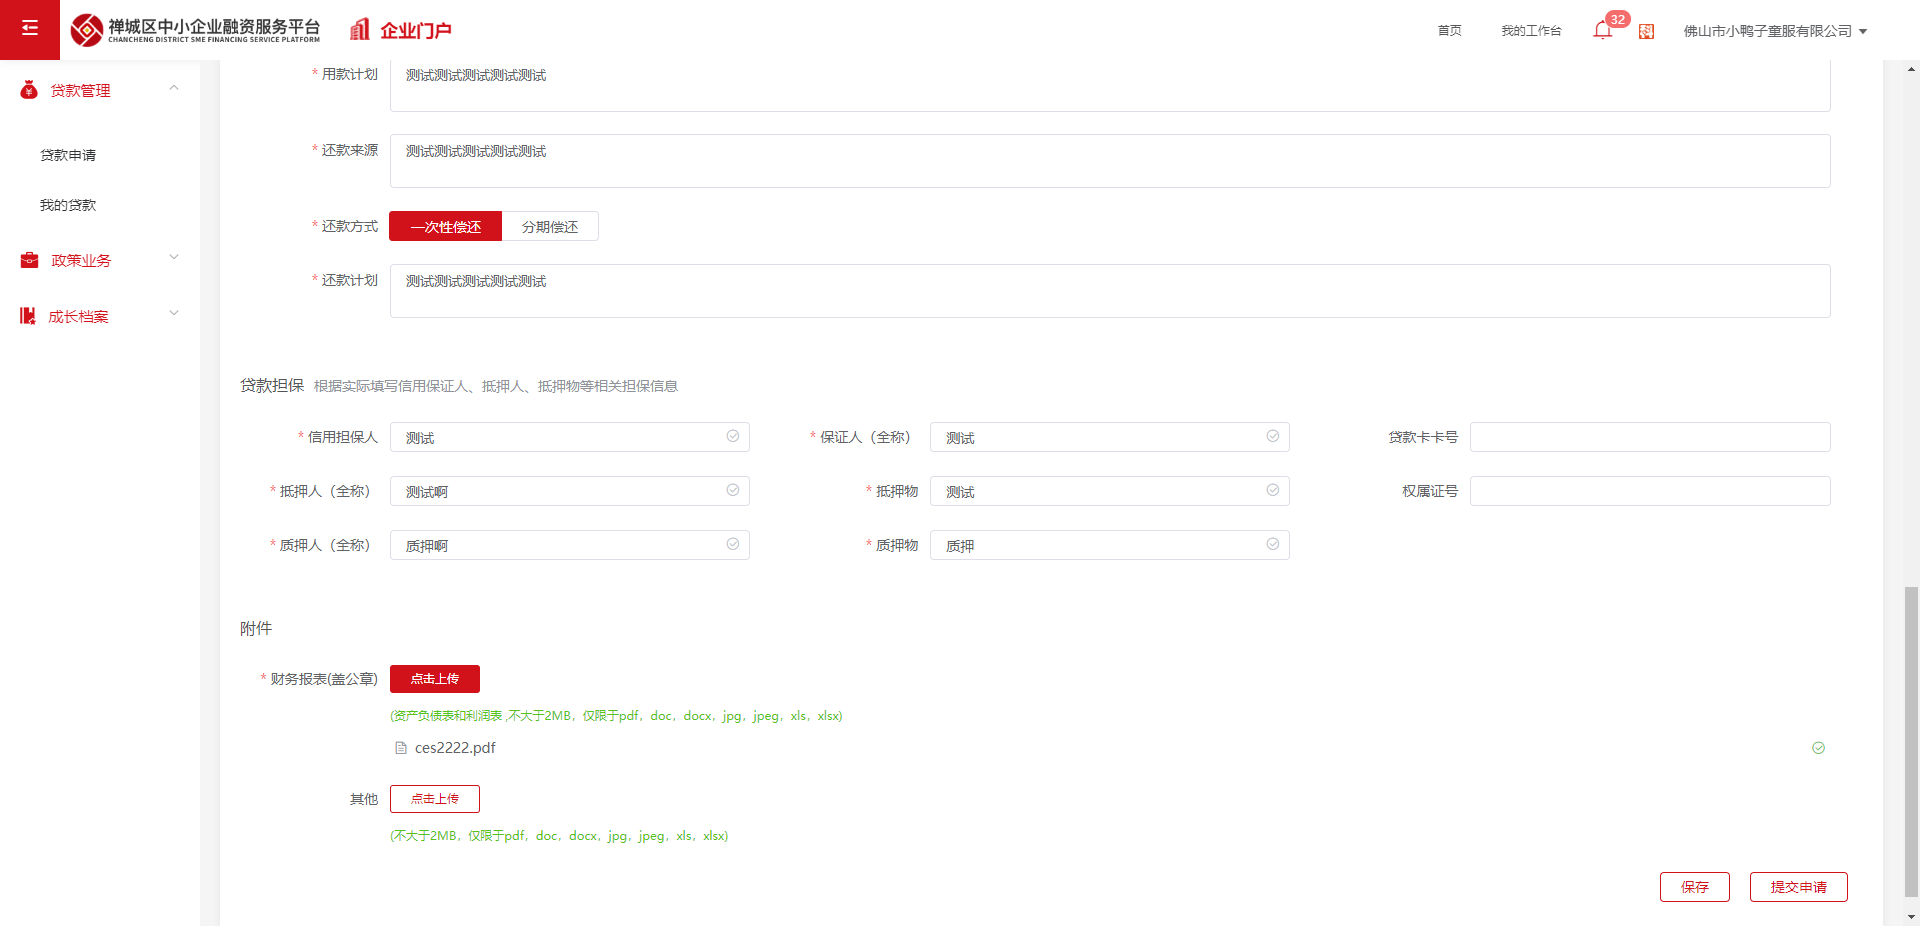 禅城区中小企业融资服务平台
CHANCHENG DISTRICT SME FINANCING SERVICE PLATFORM
企业门户
首页
我的工作台
32
佛山市小鸭子童服有限公司
贷款管理
贷款申请
我的贷款
政策业务
成长档案
* 用款计划
测试测试测试测试测试
* 还款来源
测试测试测试测试测试
* 还款方式
一次性偿还
分期偿还
* 还款计划
测试测试测试测试测试
贷款担保 根据实际填写信用保证人、抵押人、抵押物等相关担保信息
* 信用担保人
测试
* 保证人（全称）
测试
贷款卡卡号
* 抵押人（全称）
测试啊
* 抵押物
测试
权属证号
* 质押人（全称）
质押啊
* 质押物
质押
附件
* 财务报表(盖公章)
点击上传
(资产负债表和利润表 ,不大于2MB，仅限于pdf，doc，docx，jpg，jpeg，xls，xlsx)
ces2222.pdf
其他
点击上传
(不大于2MB，仅限于pdf，doc，docx，jpg，jpeg，xls，xlsx)
保存
提交申请